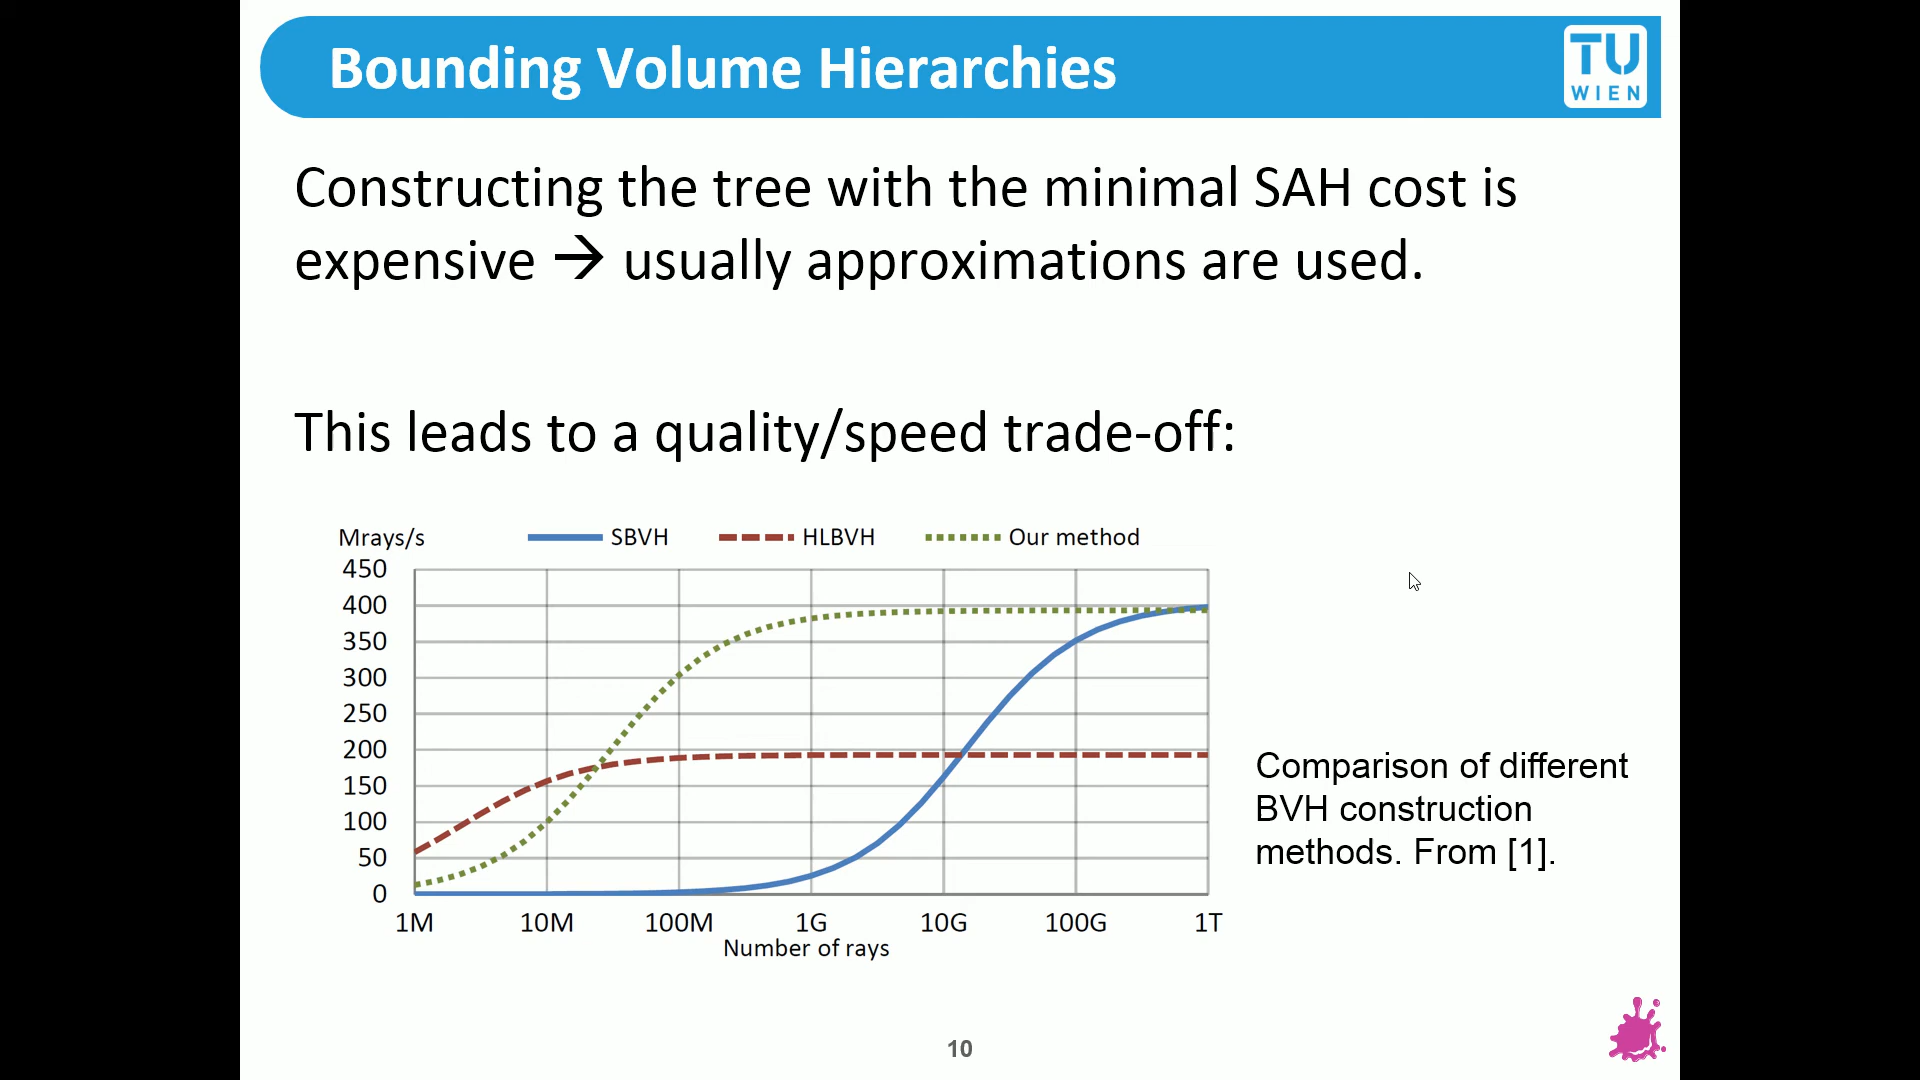 Bounding Volume Hierarchies
TU
WIEN
Constructing the tree with the minimal SAH cost is
expensive → usually approximations are used.
This leads to a quality/speed trade-off:
Mrays/s SBVH HLBVH Our method
450
400
350
300
250
200
150
100
50
0
1M 10M 100M 1G 10G 100G 1T
Number of rays
Comparison of different
BVH construction
methods. From [1].
10